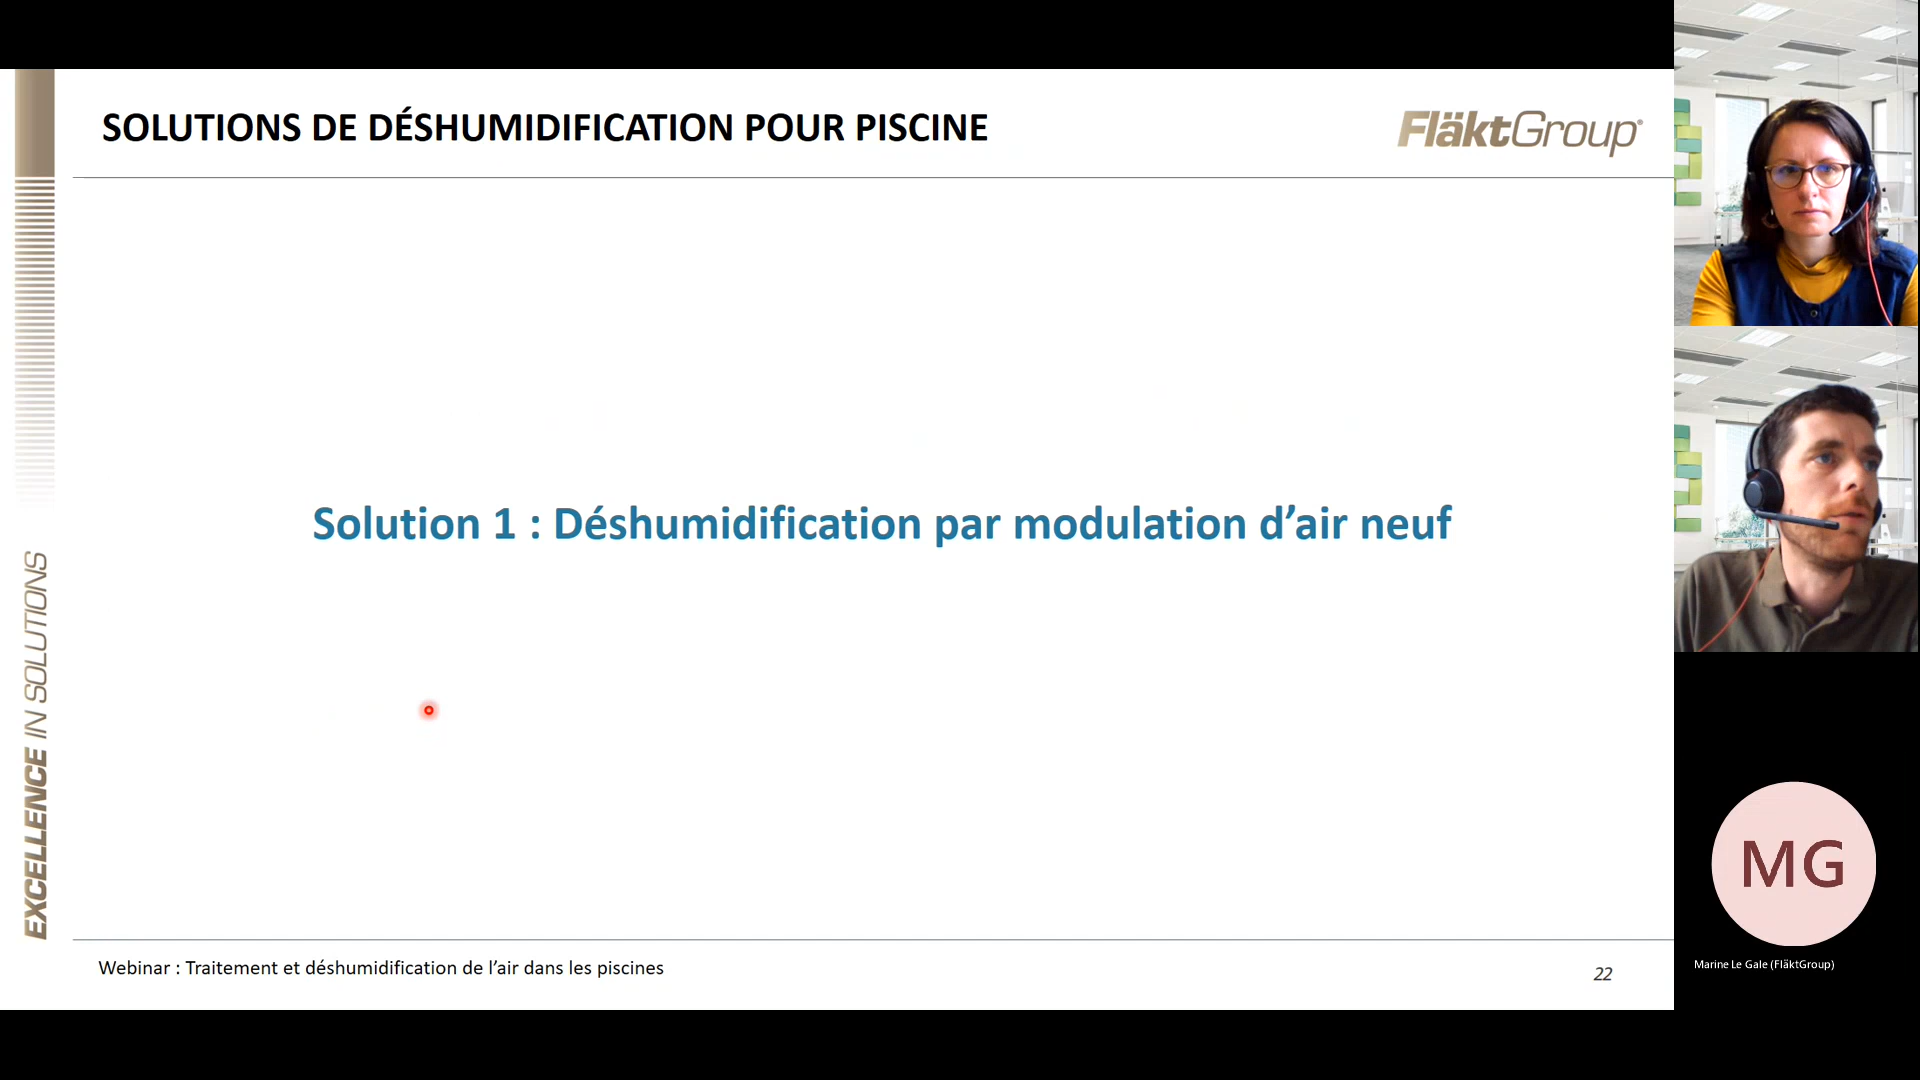 SOLUTIONS DE DÉSHUMIDIFICATION POUR PISCINE
FläktGroup®
Solution 1 : Déshumidification par modulation d’air neuf
EXCELLENCE IN SOLUTIONS
Webinar : Traitement et déshumidification de l’air dans les piscines
22
MG
Marine Le Gale (FläktGroup)